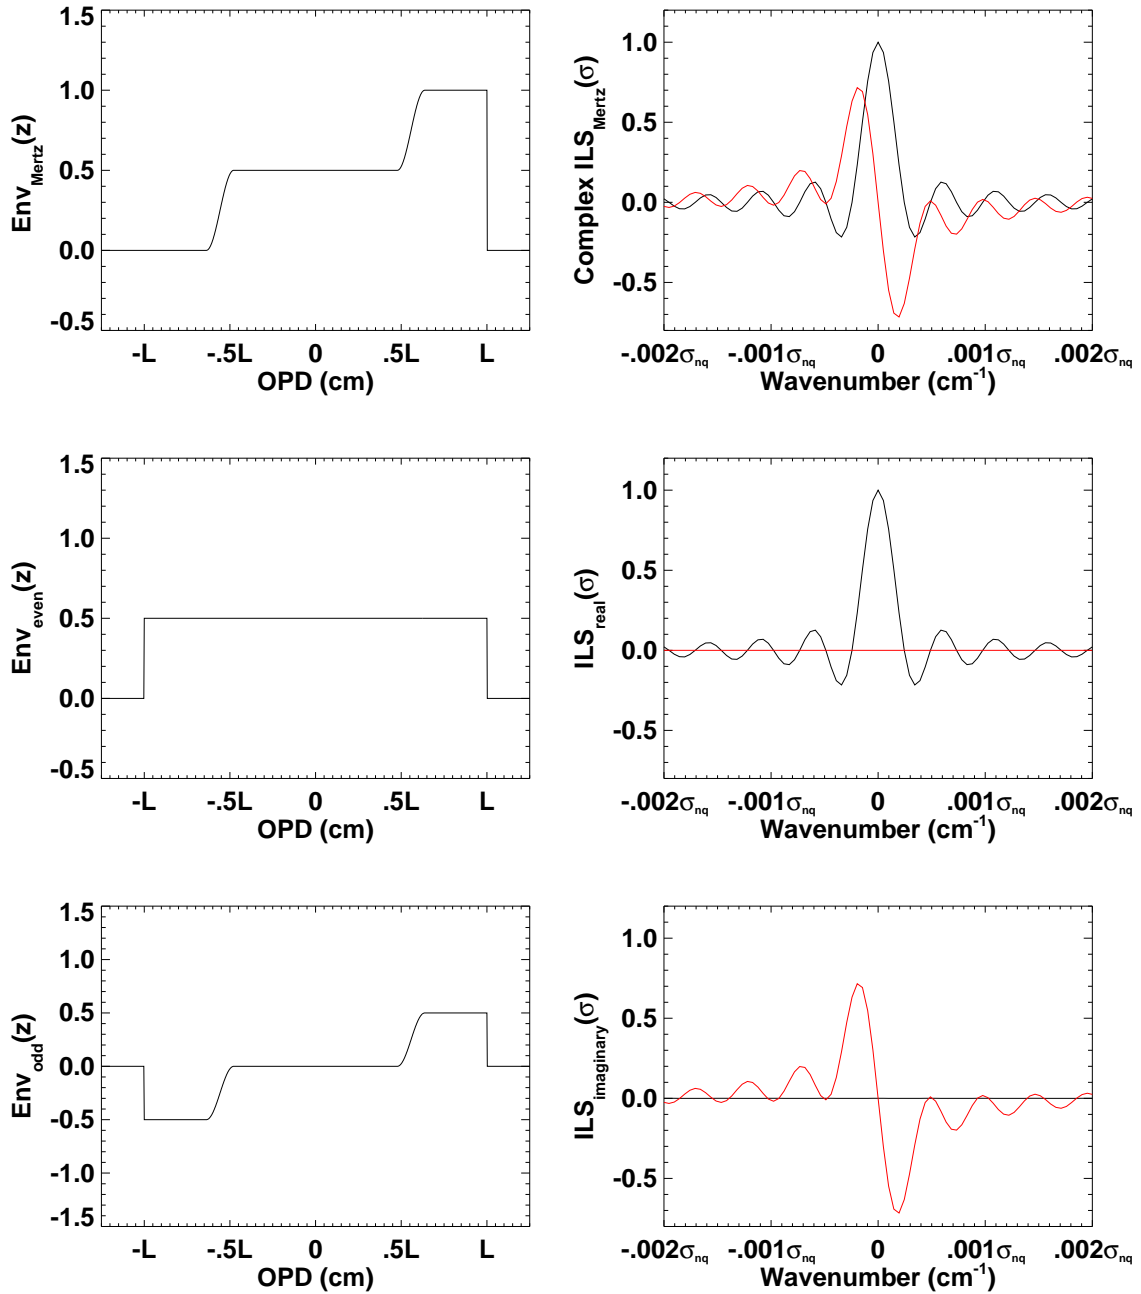 Env_Mertz(z)
1.5
1.0
0.5
0.0
-0.5
-L -.5L 0 .5L L
OPD (cm)
Complex ILS_Mertz(σ)
1.0
0.5
0.0
-0.5
-.002σ_nq -.001σ_nq 0 .001σ_nq .002σ_nq
Wavenumber (cm⁻¹)
Env_even(z)
1.5
1.0
0.5
0.0
-0.5
-L -.5L 0 .5L L
OPD (cm)
ILS_real(σ)
1.0
0.5
0.0
-0.5
-.002σ_nq -.001σ_nq 0 .001σ_nq .002σ_nq
Wavenumber (cm⁻¹)
Env_odd(z)
1.5
1.0
0.5
0.0
-0.5
-1.0
-1.5
-L -.5L 0 .5L L
OPD (cm)
ILS_imaginary(σ)
1.0
0.5
0.0
-0.5
-.002σ_nq -.001σ_nq 0 .001σ_nq .002σ_nq
Wavenumber (cm⁻¹)